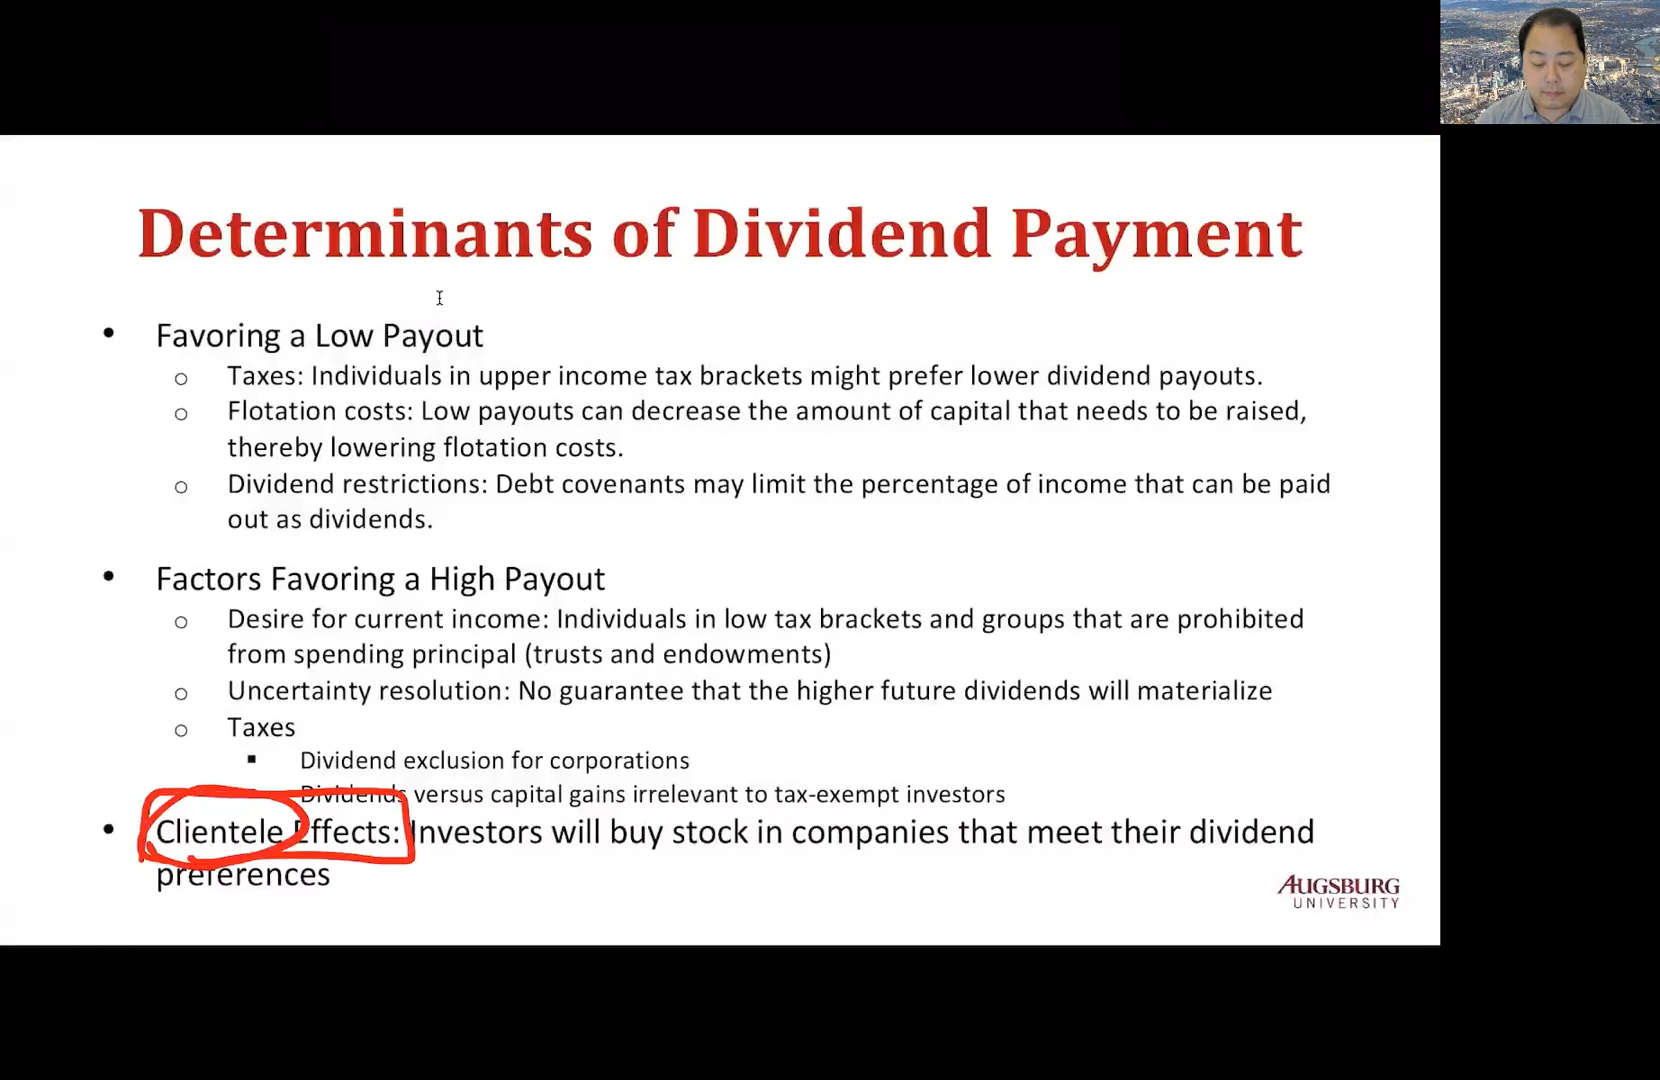 Determinants of Dividend Payment
• Favoring a Low Payout
o Taxes: Individuals in upper income tax brackets might prefer lower dividend payouts.
o Flotation costs: Low payouts can decrease the amount of capital that needs to be raised,
thereby lowering flotation costs.
o Dividend restrictions: Debt covenants may limit the percentage of income that can be paid
out as dividends.
• Factors Favoring a High Payout
o Desire for current income: Individuals in low tax brackets and groups that are prohibited
from spending principal (trusts and endowments)
o Uncertainty resolution: No guarantee that the higher future dividends will materialize
o Taxes
▪ Dividend exclusion for corporations
Dividends versus capital gains irrelevant to tax-exempt investors
• Clientele Effects: Investors will buy stock in companies that meet their dividend
preferences
AUGSBURG
UNIVERSITY